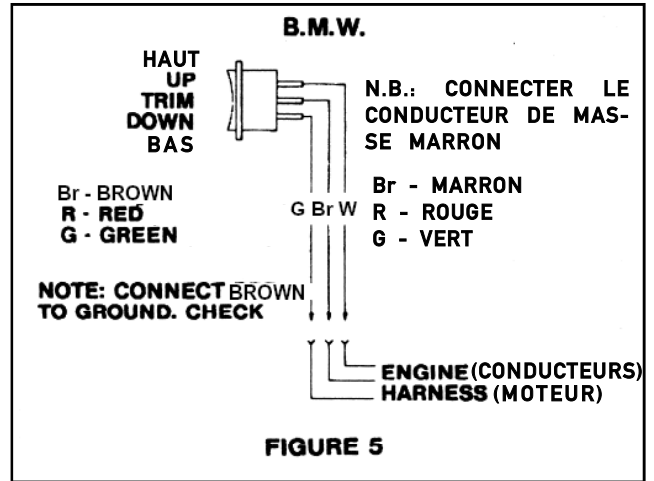 B.M.W.
HAUT
UP
TRIM
DOWN
BAS
N.B.: CONNECTER LE
CONDUCTEUR DE MAS-
SE MARRON
Br - BROWN
R - RED
G - GREEN
G Br W
Br - MARRON
R - ROUGE
G - VERT
NOTE: CONNECT BROWN
TO GROUND. CHECK
ENGINE (CONDUCTEURS)
HARNESS (MOTEUR)
FIGURE 5